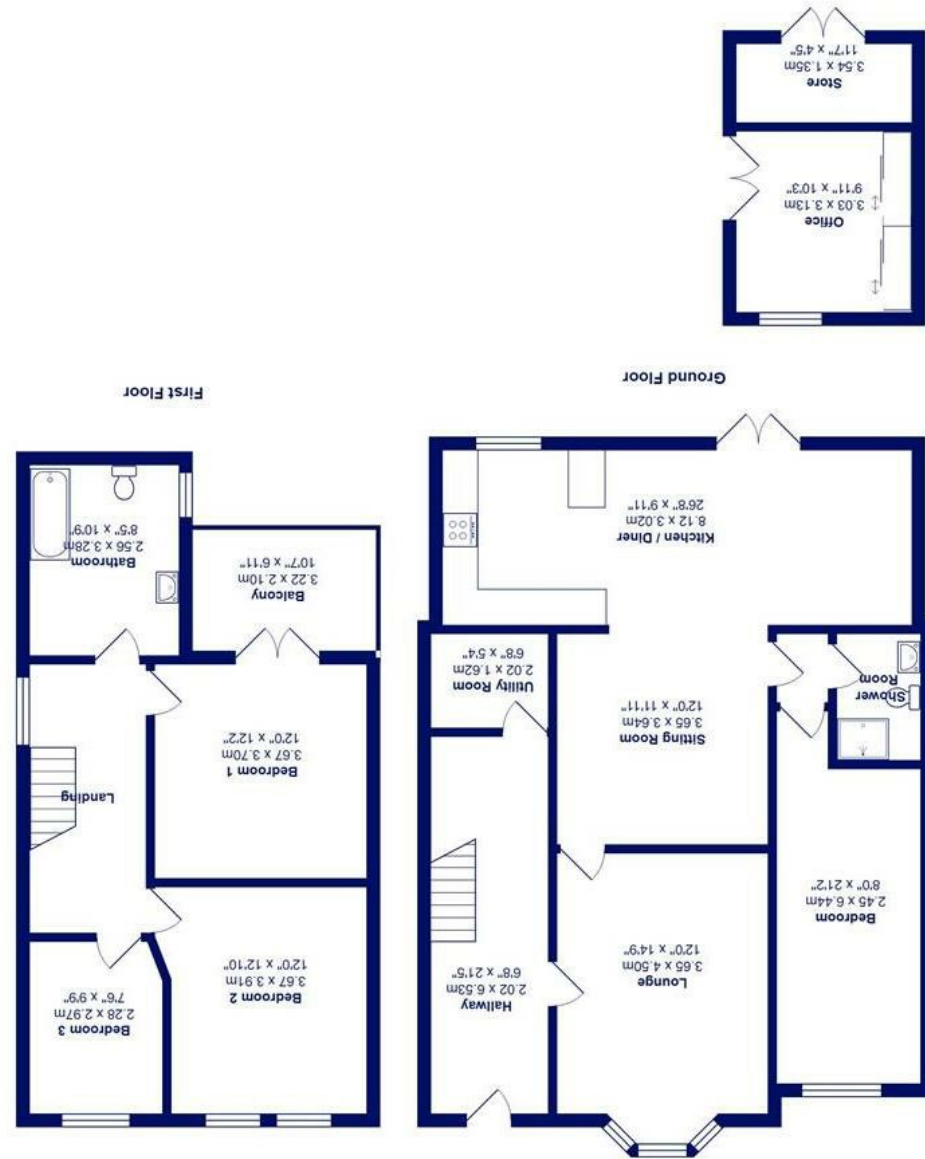 Bedroom
2.45 x 6.44m
8'0" x 21'2"
Lounge
3.65 x 4.50m
12'0" x 14'9"
Hallway
2.02 x 6.53m
6'8" x 21'5"
Shower
Room
Sitting Room
3.65 x 3.64m
12'0" x 11'11"
Utility Room
2.02 x 1.62m
6'8" x 5'4"
Kitchen / Diner
8.12 x 3.02m
26'8" x 9'11"
Ground Floor
Bedroom 2
3.67 x 3.91m
12'0" x 12'10"
Bedroom 3
2.28 x 2.97m
7'6" x 9'9"
Bedroom 1
3.67 x 3.70m
12'0" x 12'2"
Landing
Balcony
3.22 x 2.10m
10'7" x 6'11"
Bathroom
2.56 x 3.28m
8'5" x 10'9"
First Floor
Office
3.03 x 3.13m
9'11" x 10'3"
Store
3.54 x 1.35m
11'7" x 4'5"